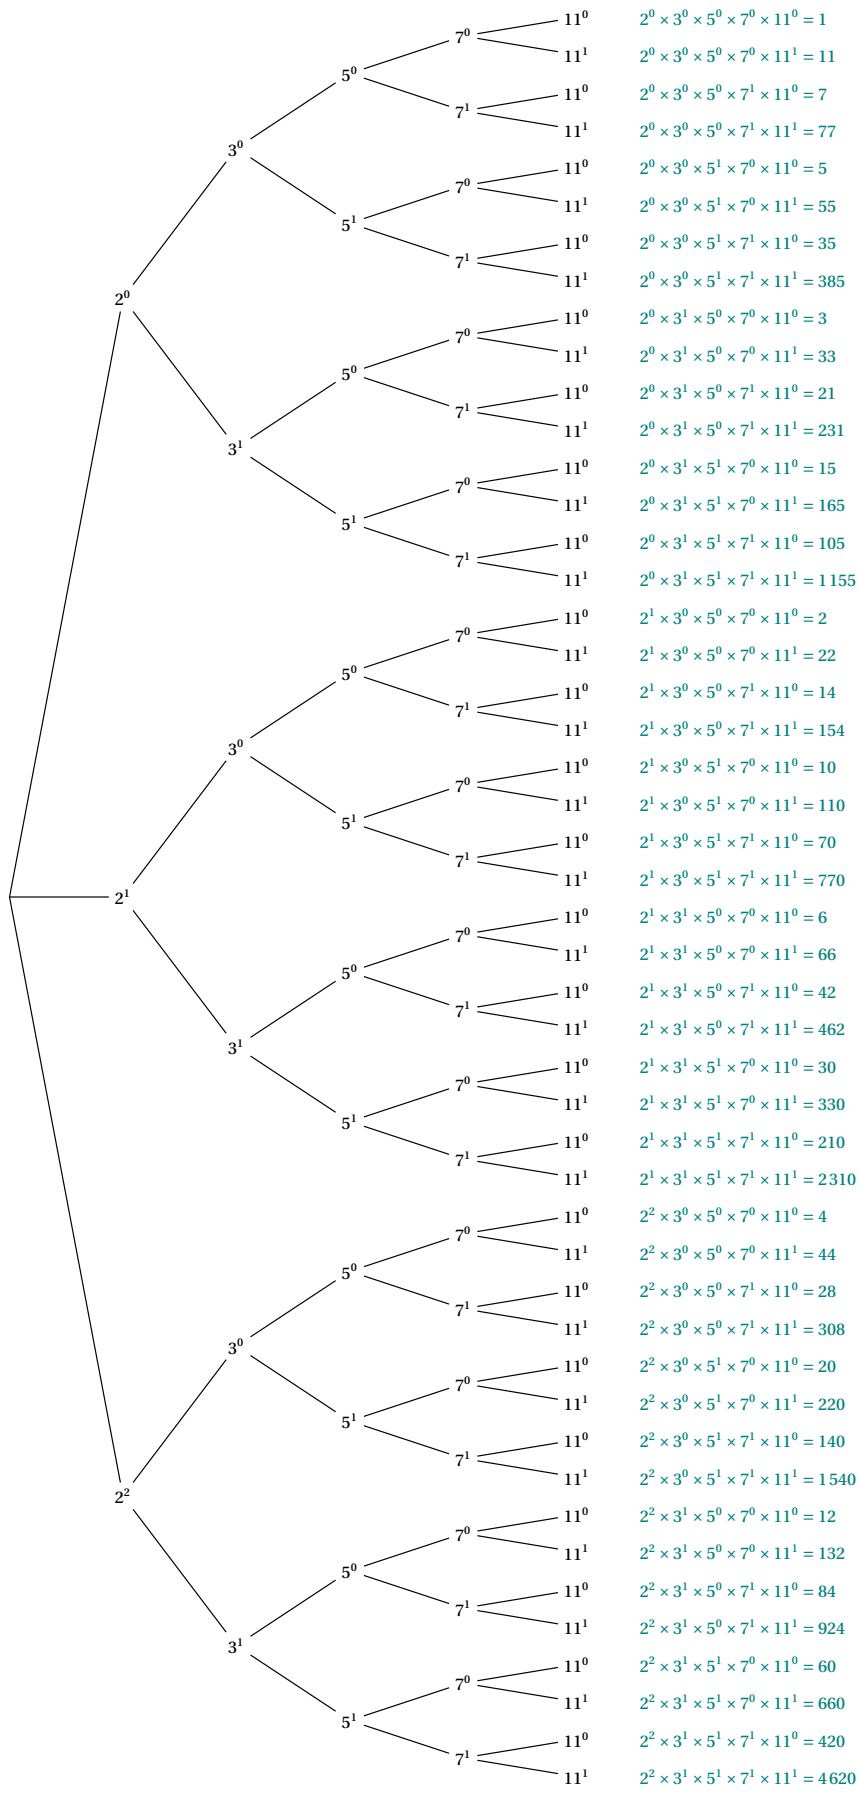 2⁰
2¹
2²
3⁰
3¹
3⁰
3¹
3⁰
3¹
5⁰
5¹
5⁰
5¹
5⁰
5¹
5⁰
5¹
5⁰
5¹
5⁰
5¹
7⁰
7¹
7⁰
7¹
7⁰
7¹
7⁰
7¹
7⁰
7¹
7⁰
7¹
7⁰
7¹
7⁰
7¹
7⁰
7¹
7⁰
7¹
7⁰
7¹
7⁰
7¹
11⁰ 2⁰ × 3⁰ × 5⁰ × 7⁰ × 11⁰ = 1
11¹ 2⁰ × 3⁰ × 5⁰ × 7⁰ × 11¹ = 11
11⁰ 2⁰ × 3⁰ × 5⁰ × 7¹ × 11⁰ = 7
11¹ 2⁰ × 3⁰ × 5⁰ × 7¹ × 11¹ = 77
11⁰ 2⁰ × 3⁰ × 5¹ × 7⁰ × 11⁰ = 5
11¹ 2⁰ × 3⁰ × 5¹ × 7⁰ × 11¹ = 55
11⁰ 2⁰ × 3⁰ × 5¹ × 7¹ × 11⁰ = 35
11¹ 2⁰ × 3⁰ × 5¹ × 7¹ × 11¹ = 385
11⁰ 2⁰ × 3¹ × 5⁰ × 7⁰ × 11⁰ = 3
11¹ 2⁰ × 3¹ × 5⁰ × 7⁰ × 11¹ = 33
11⁰ 2⁰ × 3¹ × 5⁰ × 7¹ × 11⁰ = 21
11¹ 2⁰ × 3¹ × 5⁰ × 7¹ × 11¹ = 231
11⁰ 2⁰ × 3¹ × 5¹ × 7⁰ × 11⁰ = 15
11¹ 2⁰ × 3¹ × 5¹ × 7⁰ × 11¹ = 165
11⁰ 2⁰ × 3¹ × 5¹ × 7¹ × 11⁰ = 105
11¹ 2⁰ × 3¹ × 5¹ × 7¹ × 11¹ = 1 155
11⁰ 2¹ × 3⁰ × 5⁰ × 7⁰ × 11⁰ = 2
11¹ 2¹ × 3⁰ × 5⁰ × 7⁰ × 11¹ = 22
11⁰ 2¹ × 3⁰ × 5⁰ × 7¹ × 11⁰ = 14
11¹ 2¹ × 3⁰ × 5⁰ × 7¹ × 11¹ = 154
11⁰ 2¹ × 3⁰ × 5¹ × 7⁰ × 11⁰ = 10
11¹ 2¹ × 3⁰ × 5¹ × 7⁰ × 11¹ = 110
11⁰ 2¹ × 3⁰ × 5¹ × 7¹ × 11⁰ = 70
11¹ 2¹ × 3⁰ × 5¹ × 7¹ × 11¹ = 770
11⁰ 2¹ × 3¹ × 5⁰ × 7⁰ × 11⁰ = 6
11¹ 2¹ × 3¹ × 5⁰ × 7⁰ × 11¹ = 66
11⁰ 2¹ × 3¹ × 5⁰ × 7¹ × 11⁰ = 42
11¹ 2¹ × 3¹ × 5⁰ × 7¹ × 11¹ = 462
11⁰ 2¹ × 3¹ × 5¹ × 7⁰ × 11⁰ = 30
11¹ 2¹ × 3¹ × 5¹ × 7⁰ × 11¹ = 330
11⁰ 2¹ × 3¹ × 5¹ × 7¹ × 11⁰ = 210
11¹ 2¹ × 3¹ × 5¹ × 7¹ × 11¹ = 2 310
11⁰ 2² × 3⁰ × 5⁰ × 7⁰ × 11⁰ = 4
11¹ 2² × 3⁰ × 5⁰ × 7⁰ × 11¹ = 44
11⁰ 2² × 3⁰ × 5⁰ × 7¹ × 11⁰ = 28
11¹ 2² × 3⁰ × 5⁰ × 7¹ × 11¹ = 308
11⁰ 2² × 3⁰ × 5¹ × 7⁰ × 11⁰ = 20
11¹ 2² × 3⁰ × 5¹ × 7⁰ × 11¹ = 220
11⁰ 2² × 3⁰ × 5¹ × 7¹ × 11⁰ = 140
11¹ 2² × 3⁰ × 5¹ × 7¹ × 11¹ = 1 540
11⁰ 2² × 3¹ × 5⁰ × 7⁰ × 11⁰ = 12
11¹ 2² × 3¹ × 5⁰ × 7⁰ × 11¹ = 132
11⁰ 2² × 3¹ × 5⁰ × 7¹ × 11⁰ = 84
11¹ 2² × 3¹ × 5⁰ × 7¹ × 11¹ = 924
11⁰ 2² × 3¹ × 5¹ × 7⁰ × 11⁰ = 60
11¹ 2² × 3¹ × 5¹ × 7⁰ × 11¹ = 660
11⁰ 2² × 3¹ × 5¹ × 7¹ × 11⁰ = 420
11¹ 2² × 3¹ × 5¹ × 7¹ × 11¹ = 4 620